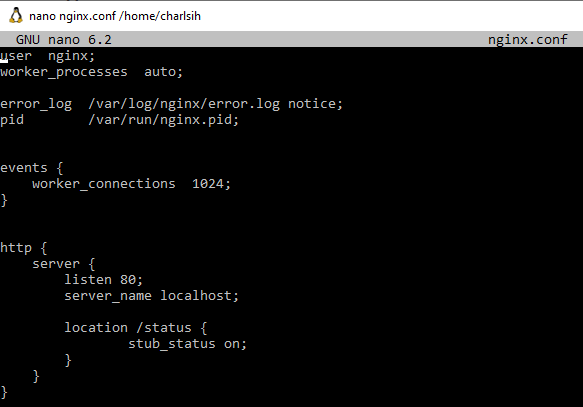 nano nginx.conf /home/charlsih
GNU nano 6.2 nginx.conf
user  nginx;
worker_processes  auto;

error_log  /var/log/nginx/error.log notice;
pid        /var/run/nginx.pid;


events {
    worker_connections  1024;
}


http {
    server {
        listen 80;
        server_name localhost;

        location /status {
                stub_status on;
        }
    }
}